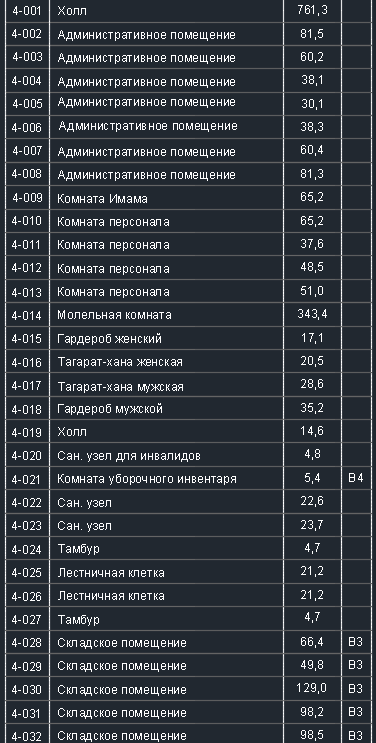 4-001 Холл 761,3
4-002 Административное помещение 81,5
4-003 Административное помещение 60,2
4-004 Административное помещение 38,1
4-005 Административное помещение 30,1
4-006 Административное помещение 38,3
4-007 Административное помещение 60,4
4-008 Административное помещение 81,3
4-009 Комната Имама 65,2
4-010 Комната персонала 65,2
4-011 Комната персонала 37,6
4-012 Комната персонала 48,5
4-013 Комната персонала 51,0
4-014 Молельная комната 343,4
4-015 Гардероб женский 17,1
4-016 Тагарат-хана женская 20,5
4-017 Тагарат-хана мужская 28,6
4-018 Гардероб мужской 35,2
4-019 Холл 14,6
4-020 Сан. узел для инвалидов 4,8
4-021 Комната уборочного инвентаря 5,4 В4
4-022 Сан. узел 22,6
4-023 Сан. узел 23,7
4-024 Тамбур 4,7
4-025 Лестничная клетка 21,2
4-026 Лестничная клетка 21,2
4-027 Тамбур 4,7
4-028 Складское помещение 66,4 В3
4-029 Складское помещение 49,8 В3
4-030 Складское помещение 129,0 В3
4-031 Складское помещение 98,2 В3
4-032 Складское помещение 98,5 В3